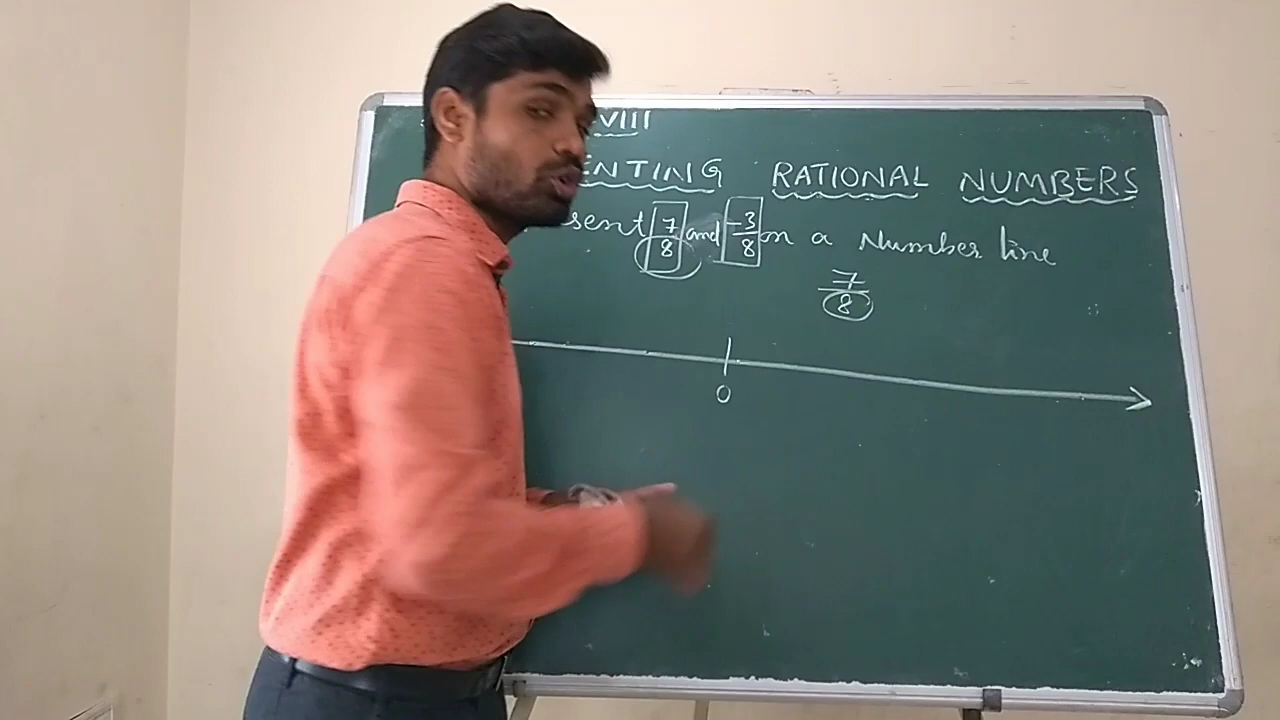 VIII
ENTING RATIONAL NUMBERS
sent 7/8 and -3/8 on a Number line
7/8
0